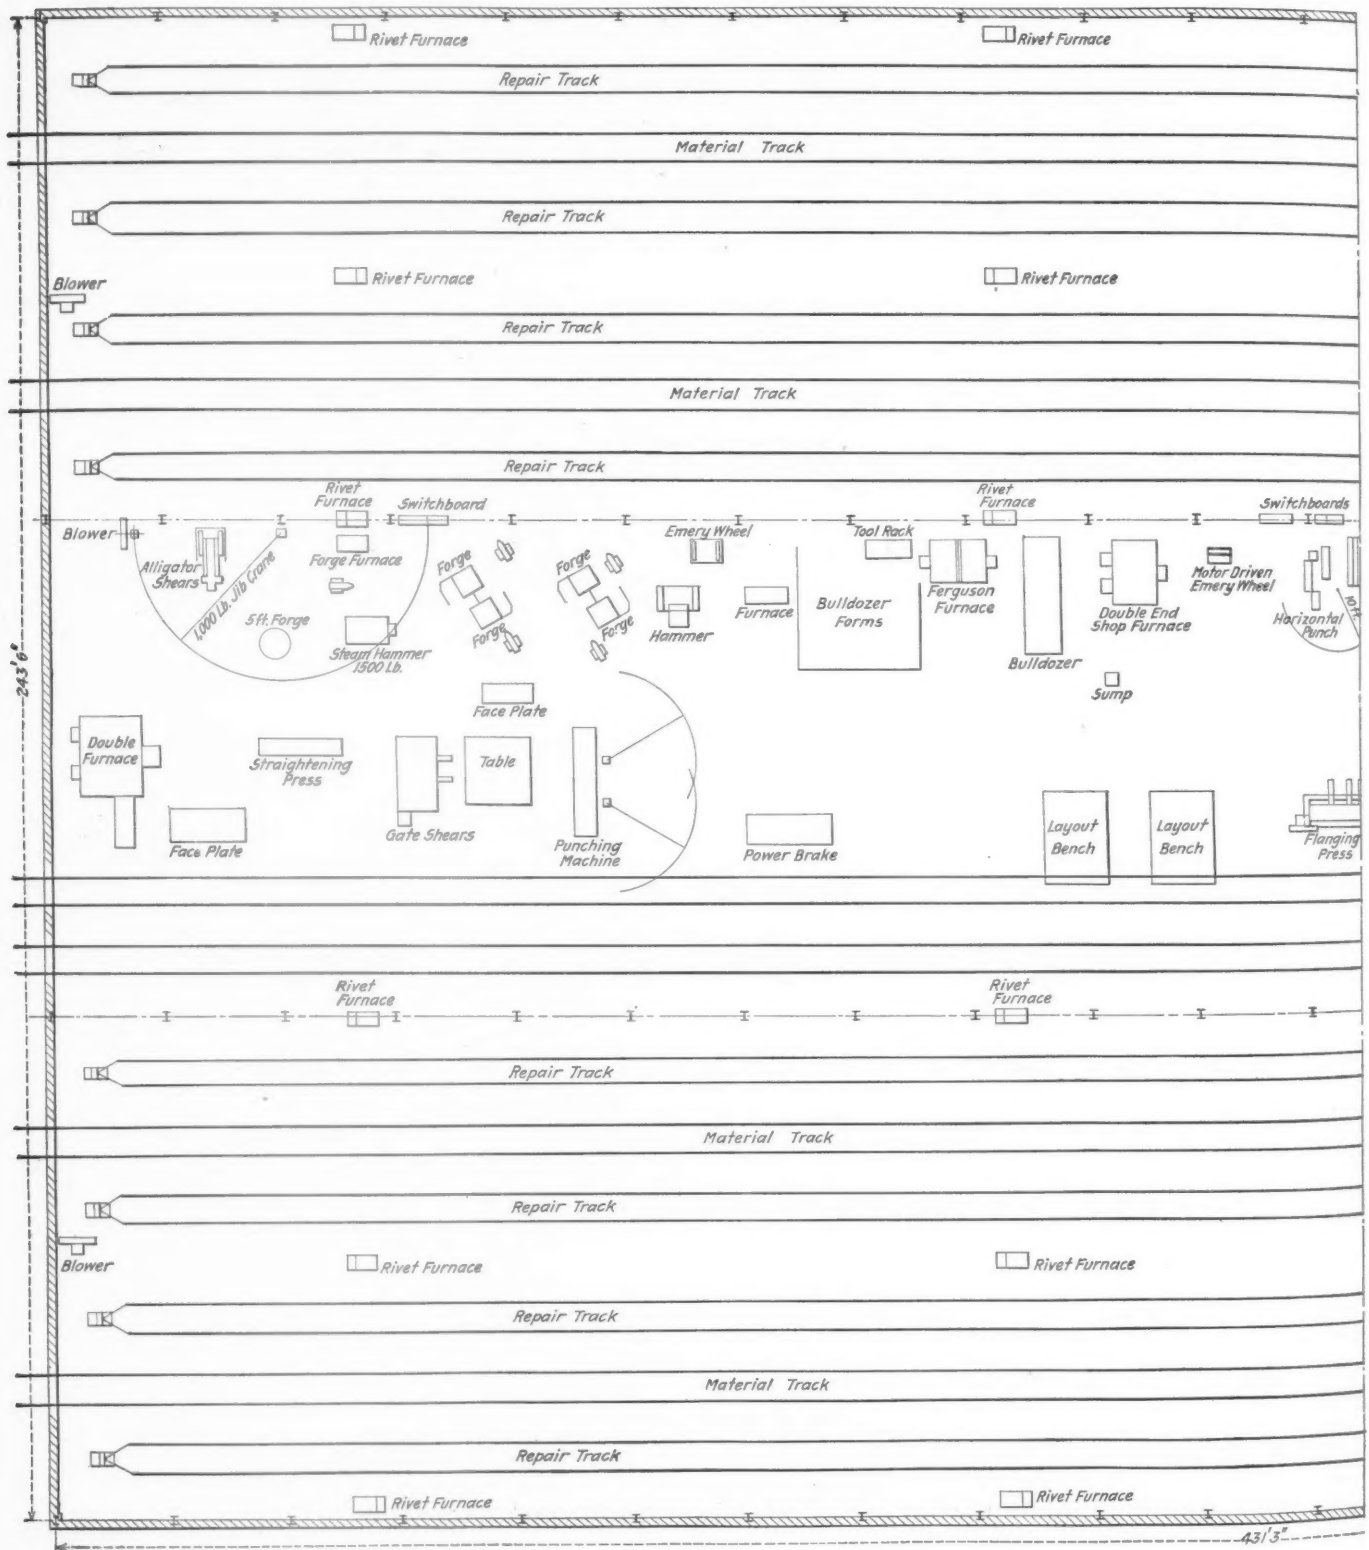 Rivet Furnace
Rivet Furnace
Repair Track
Material Track
Repair Track
Rivet Furnace
Rivet Furnace
Blower
Repair Track
Material Track
Repair Track
Rivet
Furnace
Switchboard
Rivet
Furnace
Switchboards
Blower
Alligator
Shears
1,000 Lb. Jib Crane
Forge Furnace
5ft. Forge
Steam Hammer
1500 Lb.
Forge
Forge
Forge
Forge
Emery Wheel
Hammer
Furnace
Tool Rack
Bulldozer
Forms
Ferguson
Furnace
Bulldozer
Double End
Shop Furnace
Sump
Motor Driven
Emery Wheel
Horizontal
Punch
10ft.
243'6"
Face Plate
Double
Furnace
Straightening
Press
Face Plate
Gate Shears
Table
Punching
Machine
Power Brake
Layout
Bench
Layout
Bench
Flanging
Press
Rivet
Furnace
Rivet
Furnace
Repair Track
Material Track
Repair Track
Blower
Rivet Furnace
Rivet Furnace
Repair Track
Material Track
Repair Track
Rivet Furnace
Rivet Furnace
431'3"